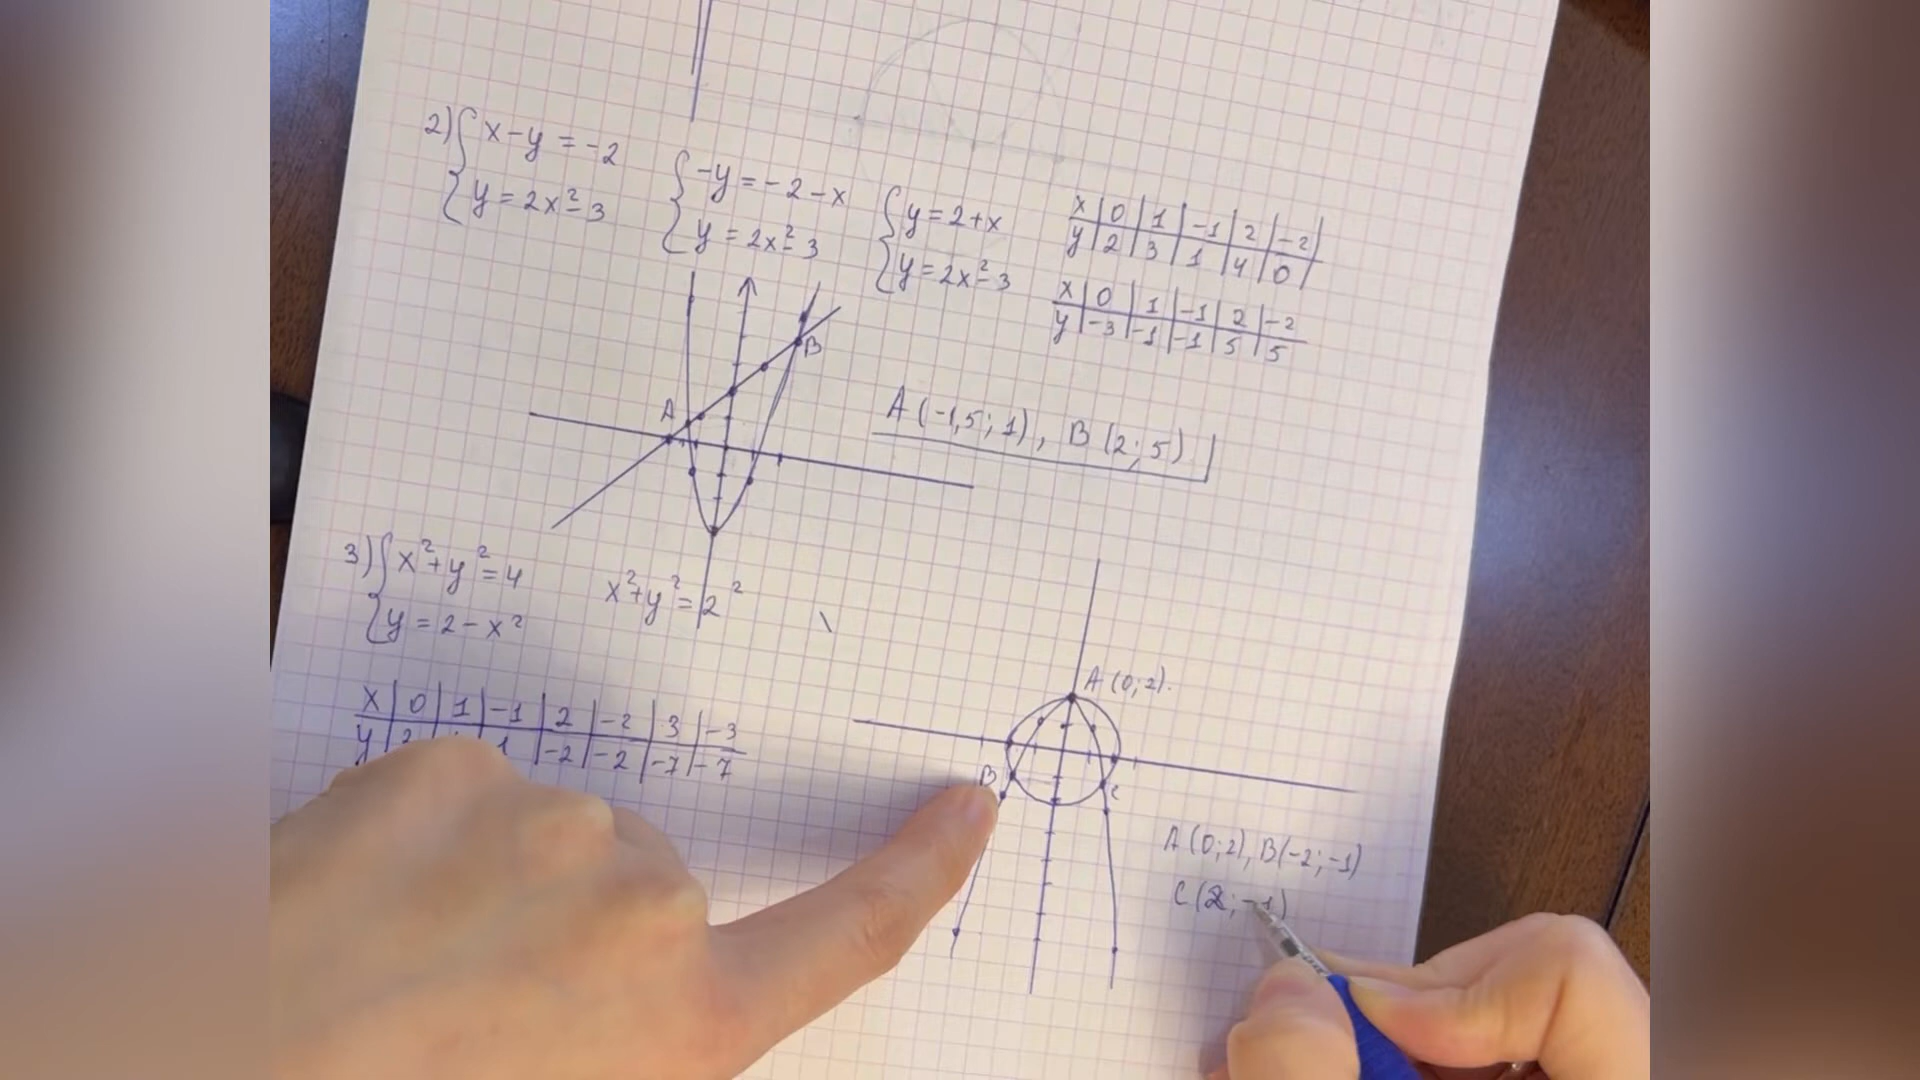 2) { x - y = -2
y = 2x² - 3
{ -y = -2 - x
y = 2x² - 3
{ y = 2 + x
y = 2x² - 3
x | 0 | 1 | -1 | 2 | -2
y | 2 | 3 | 1 | 4 | 0
x | 0 | 1 | -1 | 2 | -2
y | -3 | -1 | -1 | 5 | 5
B
A
A (-1,5; 1), B (2; 5)
3) { x² + y² = 4
y = 2 - x²
x² + y² = 2²
x | 0 | 1 | -1 | 2 | -2 | 3 | -3
y | -2 | -2 | -7 | -7
A (0; 2).
B
C
A (0; 2), B (-2; -1)
C (2; -1)